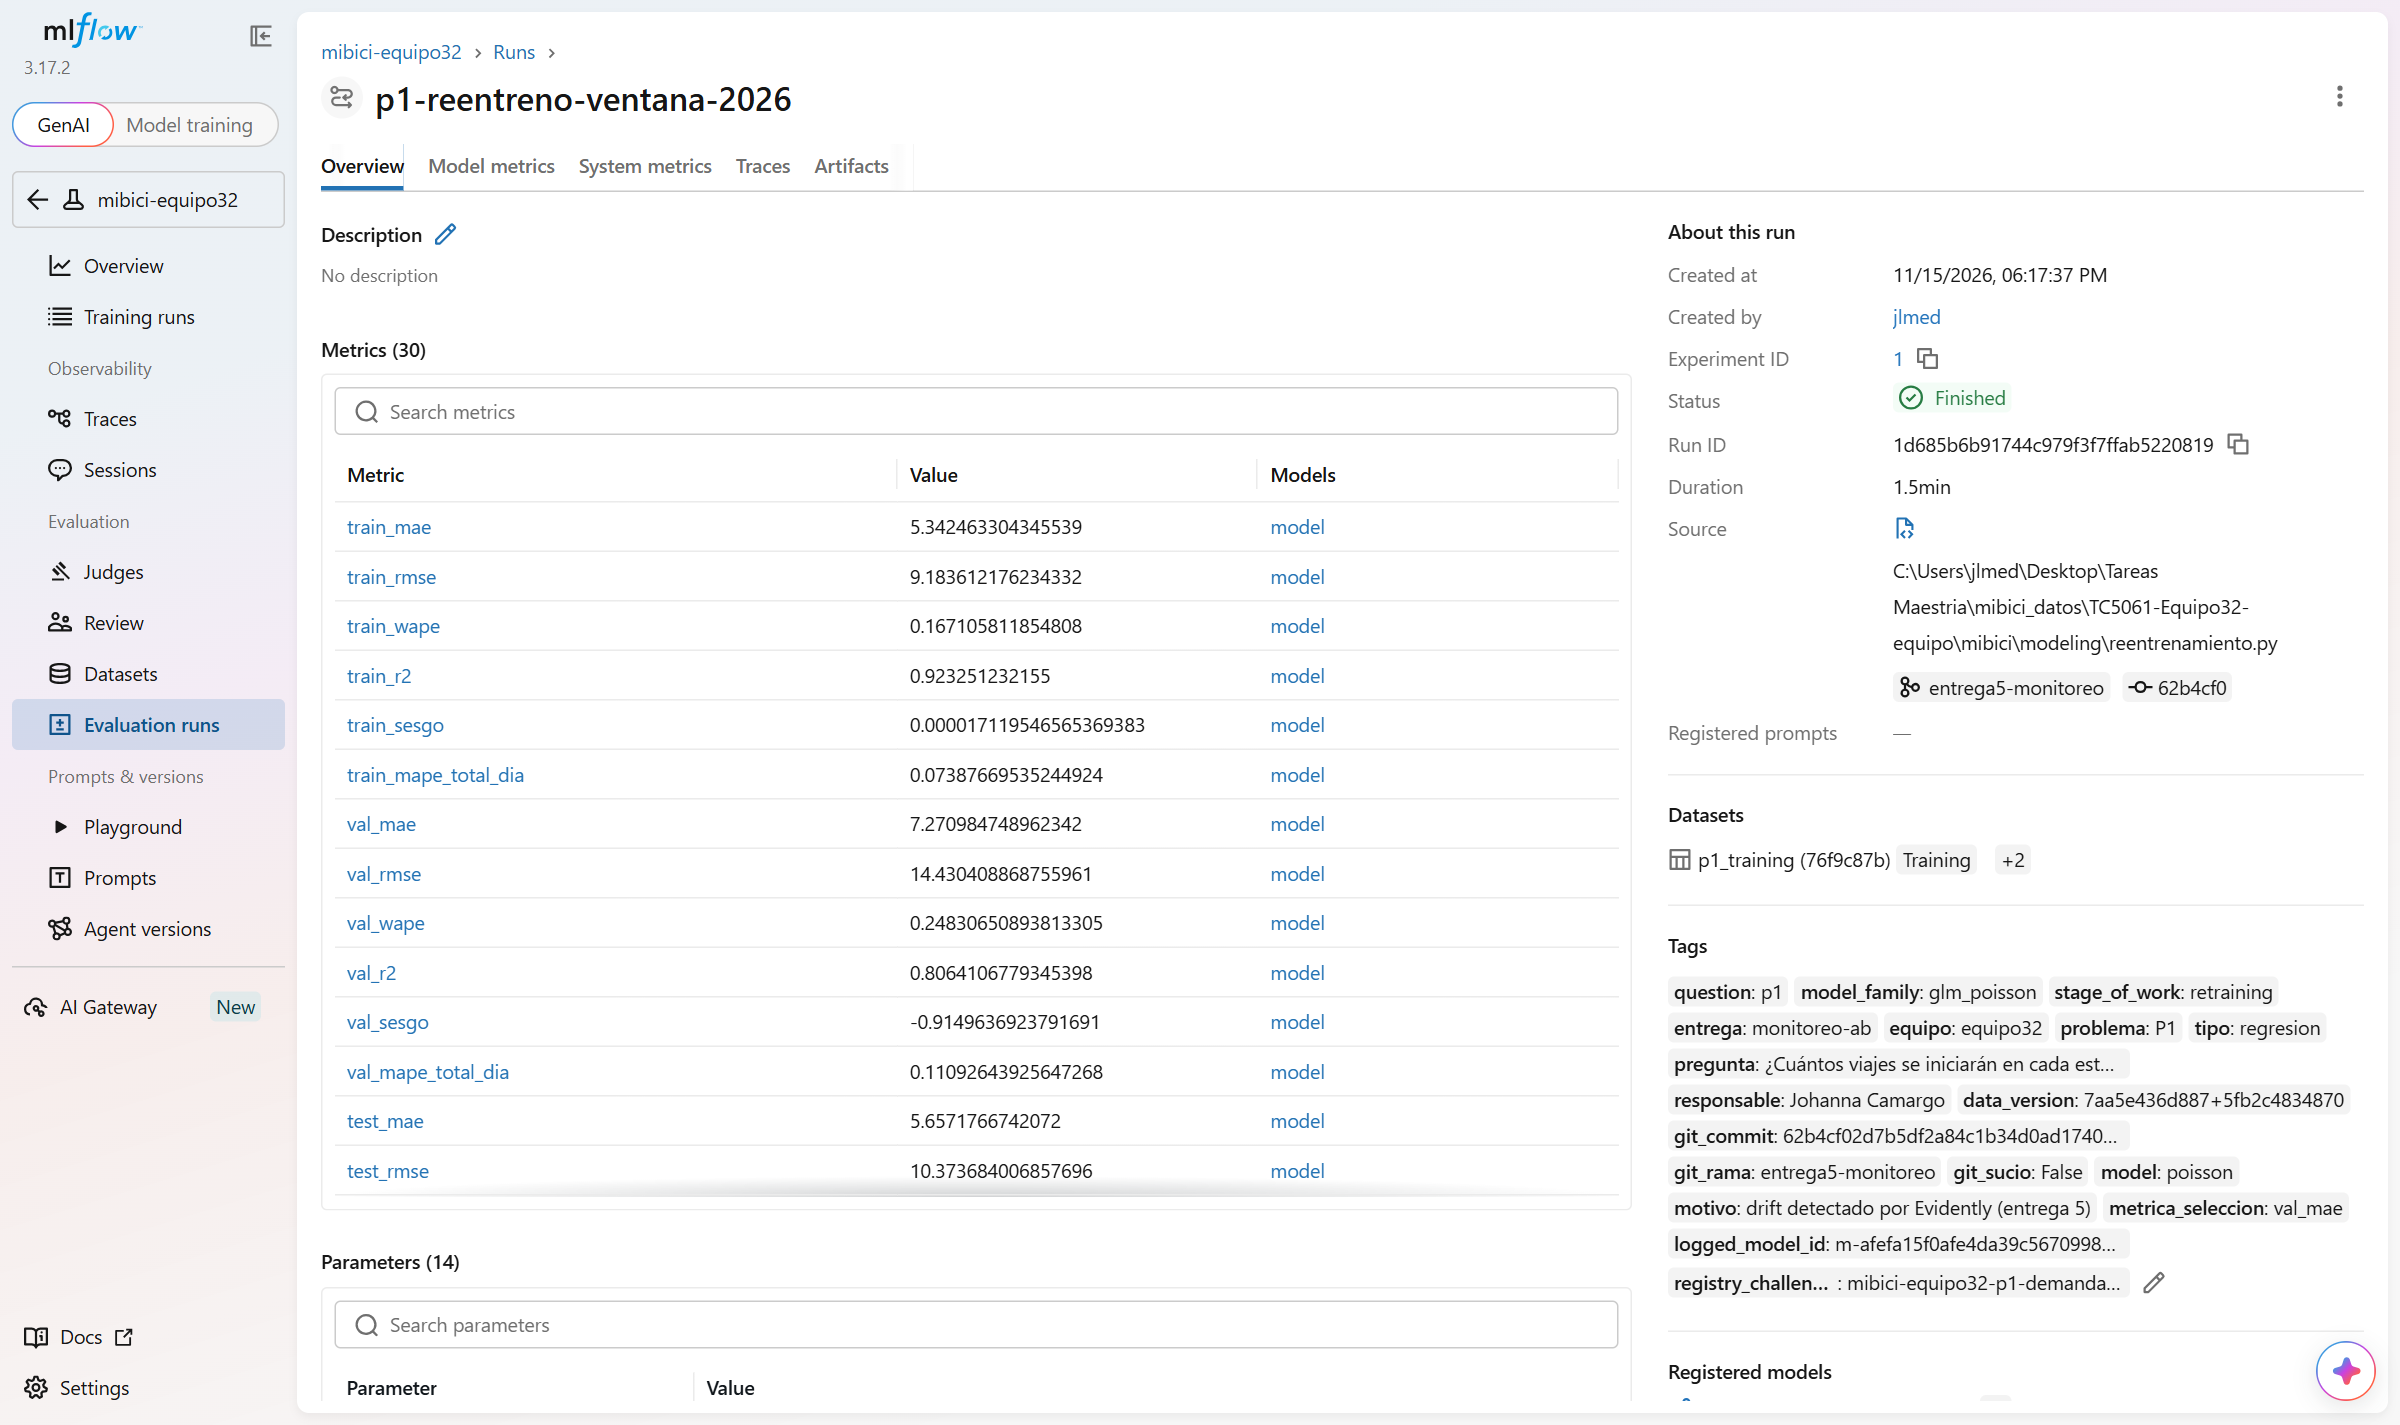 mlflow
3.17.2
GenAI
Model training
mibici-equipo32
Overview
Training runs
Observability
Traces
Sessions
Evaluation
Judges
Review
Datasets
Evaluation runs
Prompts & versions
Playground
Prompts
Agent versions
AI Gateway New
Docs
Settings
mibici-equipo32 > Runs >
p1-reentreno-ventana-2026
Overview Model metrics System metrics Traces Artifacts
Description
No description
Metrics (30)
Search metrics
Metric Value Models
train_mae 5.342463304345539 model
train_rmse 9.183612176234332 model
train_wape 0.167105811854808 model
train_r2 0.923251232155 model
train_sesgo 0.000017119546565369383 model
train_mape_total_dia 0.07387669535244924 model
val_mae 7.270984748962342 model
val_rmse 14.430408868755961 model
val_wape 0.24830650893813305 model
val_r2 0.8064106779345398 model
val_sesgo -0.9149636923791691 model
val_mape_total_dia 0.11092643925647268 model
test_mae 5.6571766742072 model
test_rmse 10.373684006857696 model
Parameters (14)
Search parameters
Parameter Value
About this run
Created at 11/15/2026, 06:17:37 PM
Created by jlmed
Experiment ID 1
Status Finished
Run ID 1d685b6b91744c979f3f7ffab5220819
Duration 1.5min
Source
C:\Users\jlmed\Desktop\Tareas
Maestria\mibici_datos\TC5061-Equipo32-
equipo\mibici\modeling\reentrenamiento.py
entrega5-monitoreo 62b4cf0
Registered prompts —
Datasets
p1_training (76f9c87b) Training +2
Tags
question: p1 model_family: glm_poisson stage_of_work: retraining
entrega: monitoreo-ab equipo: equipo32 problema: P1 tipo: regresion
pregunta: ¿Cuántos viajes se iniciarán en cada est...
responsable: Johanna Camargo data_version: 7aa5e436d887+5fb2c4834870
git_commit: 62b4cf02d7b5df2a84c1b34d0ad1740...
git_rama: entrega5-monitoreo git_sucio: False model: poisson
motivo: drift detectado por Evidently (entrega 5) metrica_seleccion: val_mae
logged_model_id: m-afefa15f0afe4da39c5670998...
registry_challen... : mibici-equipo32-p1-demanda...
Registered models